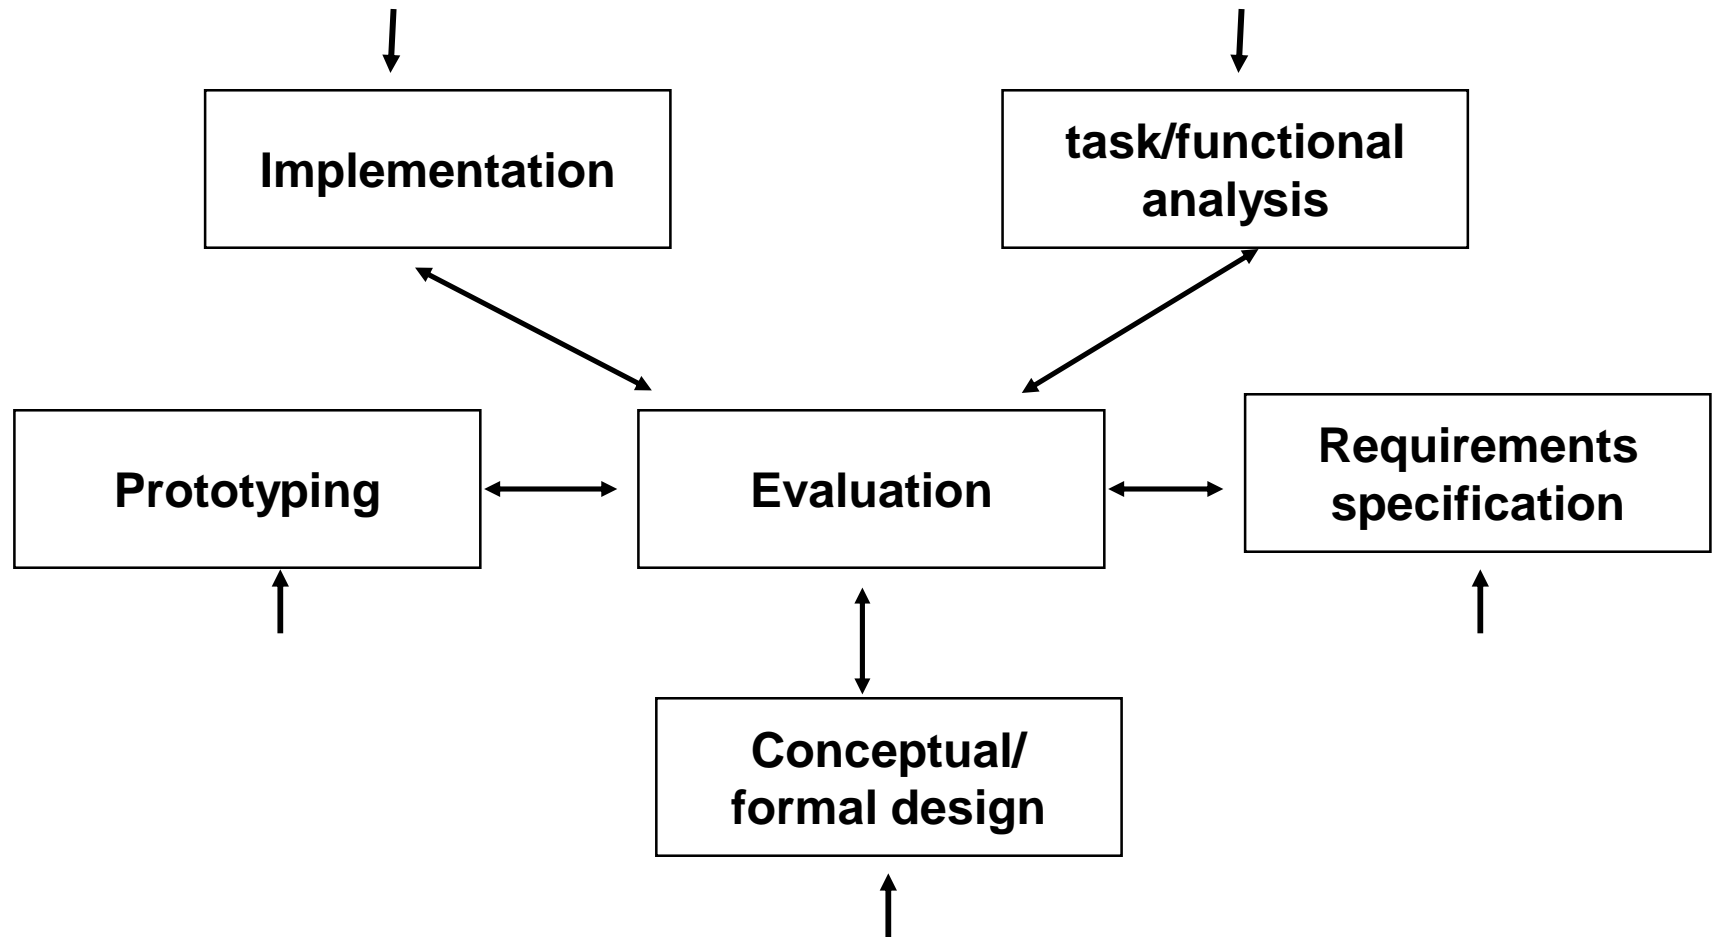 Implementation
task/functional
analysis
Prototyping
Evaluation
Requirements
specification
Conceptual/
formal design